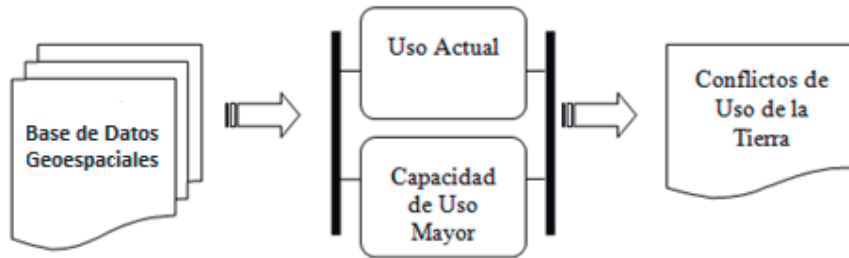 Base de Datos
Geoespaciales
Uso Actual
Capacidad
de Uso
Mayor
Conflictos de
Uso de la
Tierra